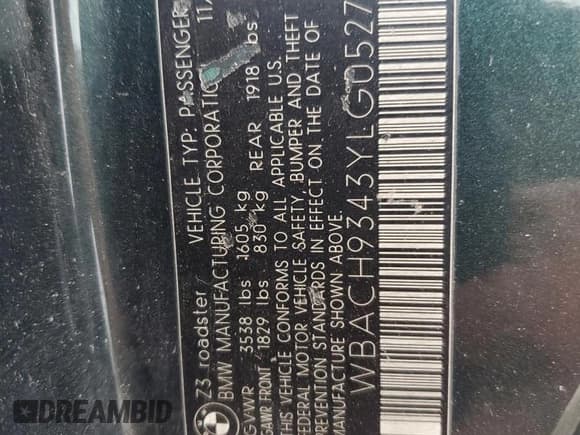 Z3 roadster VEHICLE TYP: PASSENGER
BMW MANUFACTURING CORPORATION 11/
GVWR 3538 lbs 1605 kg
GAWR FRONT 1829 lbs 830 kg REAR 1918 lbs
THIS VEHICLE CONFORMS TO ALL APPLICABLE U.S.
FEDERAL MOTOR VEHICLE SAFETY, BUMPER AND THEFT
PREVENTION STANDARDS IN EFFECT ON THE DATE OF
MANUFACTURE SHOWN ABOVE.
WBACH9343YLG0527
DREAMBID